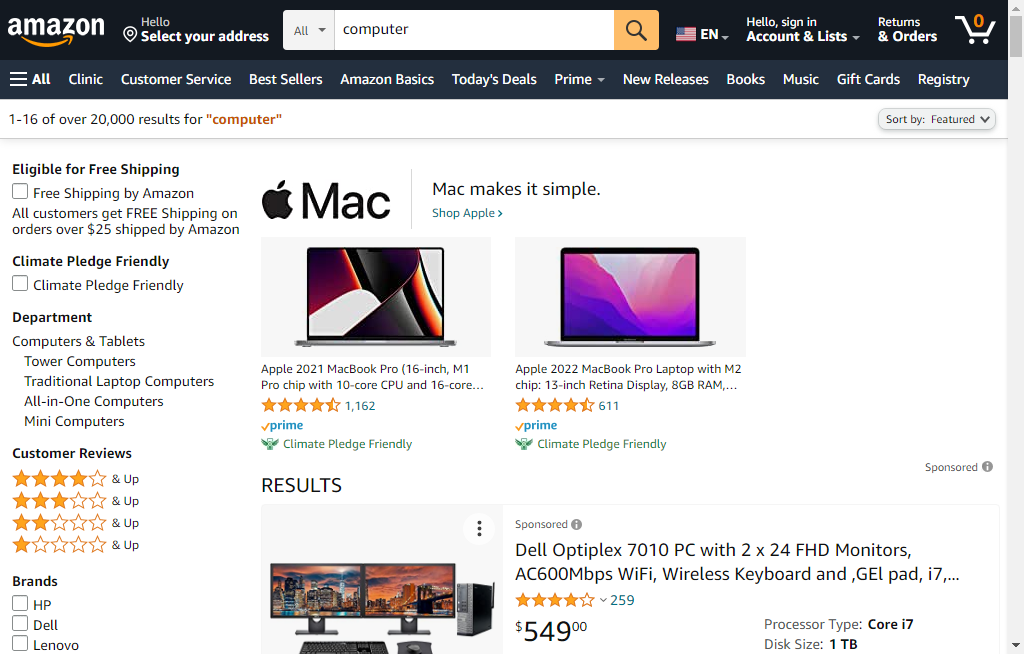 amazon
Hello
Select your address
All
computer
EN
Hello, sign in
Account & Lists
Returns
& Orders
0
All
Clinic
Customer Service
Best Sellers
Amazon Basics
Today's Deals
Prime
New Releases
Books
Music
Gift Cards
Registry
1-16 of over 20,000 results for "computer"
Sort by: Featured
Eligible for Free Shipping
Free Shipping by Amazon
All customers get FREE Shipping on
orders over $25 shipped by Amazon
Climate Pledge Friendly
Climate Pledge Friendly
Department
Computers & Tablets
Tower Computers
Traditional Laptop Computers
All-in-One Computers
Mini Computers
Customer Reviews
& Up
& Up
& Up
& Up
Brands
HP
Dell
Lenovo
Mac
Mac makes it simple.
Shop Apple ›
Apple 2021 MacBook Pro (16-inch, M1
Pro chip with 10-core CPU and 16-core…
1,162
prime
Climate Pledge Friendly
Apple 2022 MacBook Pro Laptop with M2
chip: 13-inch Retina Display, 8GB RAM,…
611
prime
Climate Pledge Friendly
Sponsored
RESULTS
Sponsored
Dell Optiplex 7010 PC with 2 x 24 FHD Monitors,
AC600Mbps WiFi, Wireless Keyboard and ,GEl pad, i7,…
259
$54900
Processor Type: Core i7
Disk Size: 1 TB